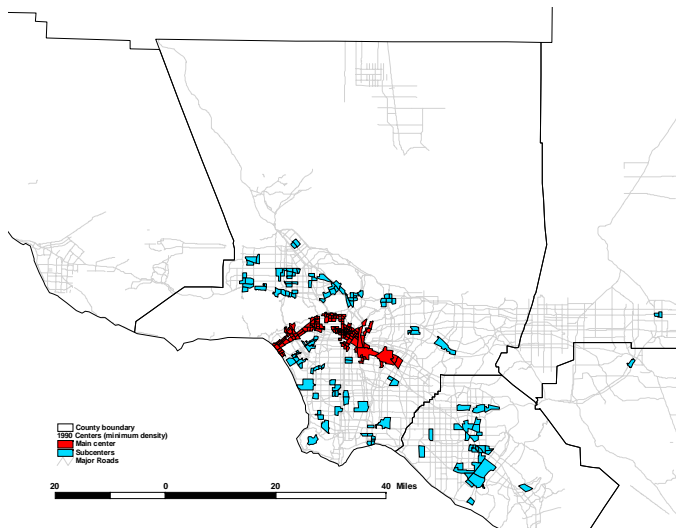 County boundary
1990 Centers (minimum density)
Main center
Subcenters
Major Roads
20 0 20 40 Miles